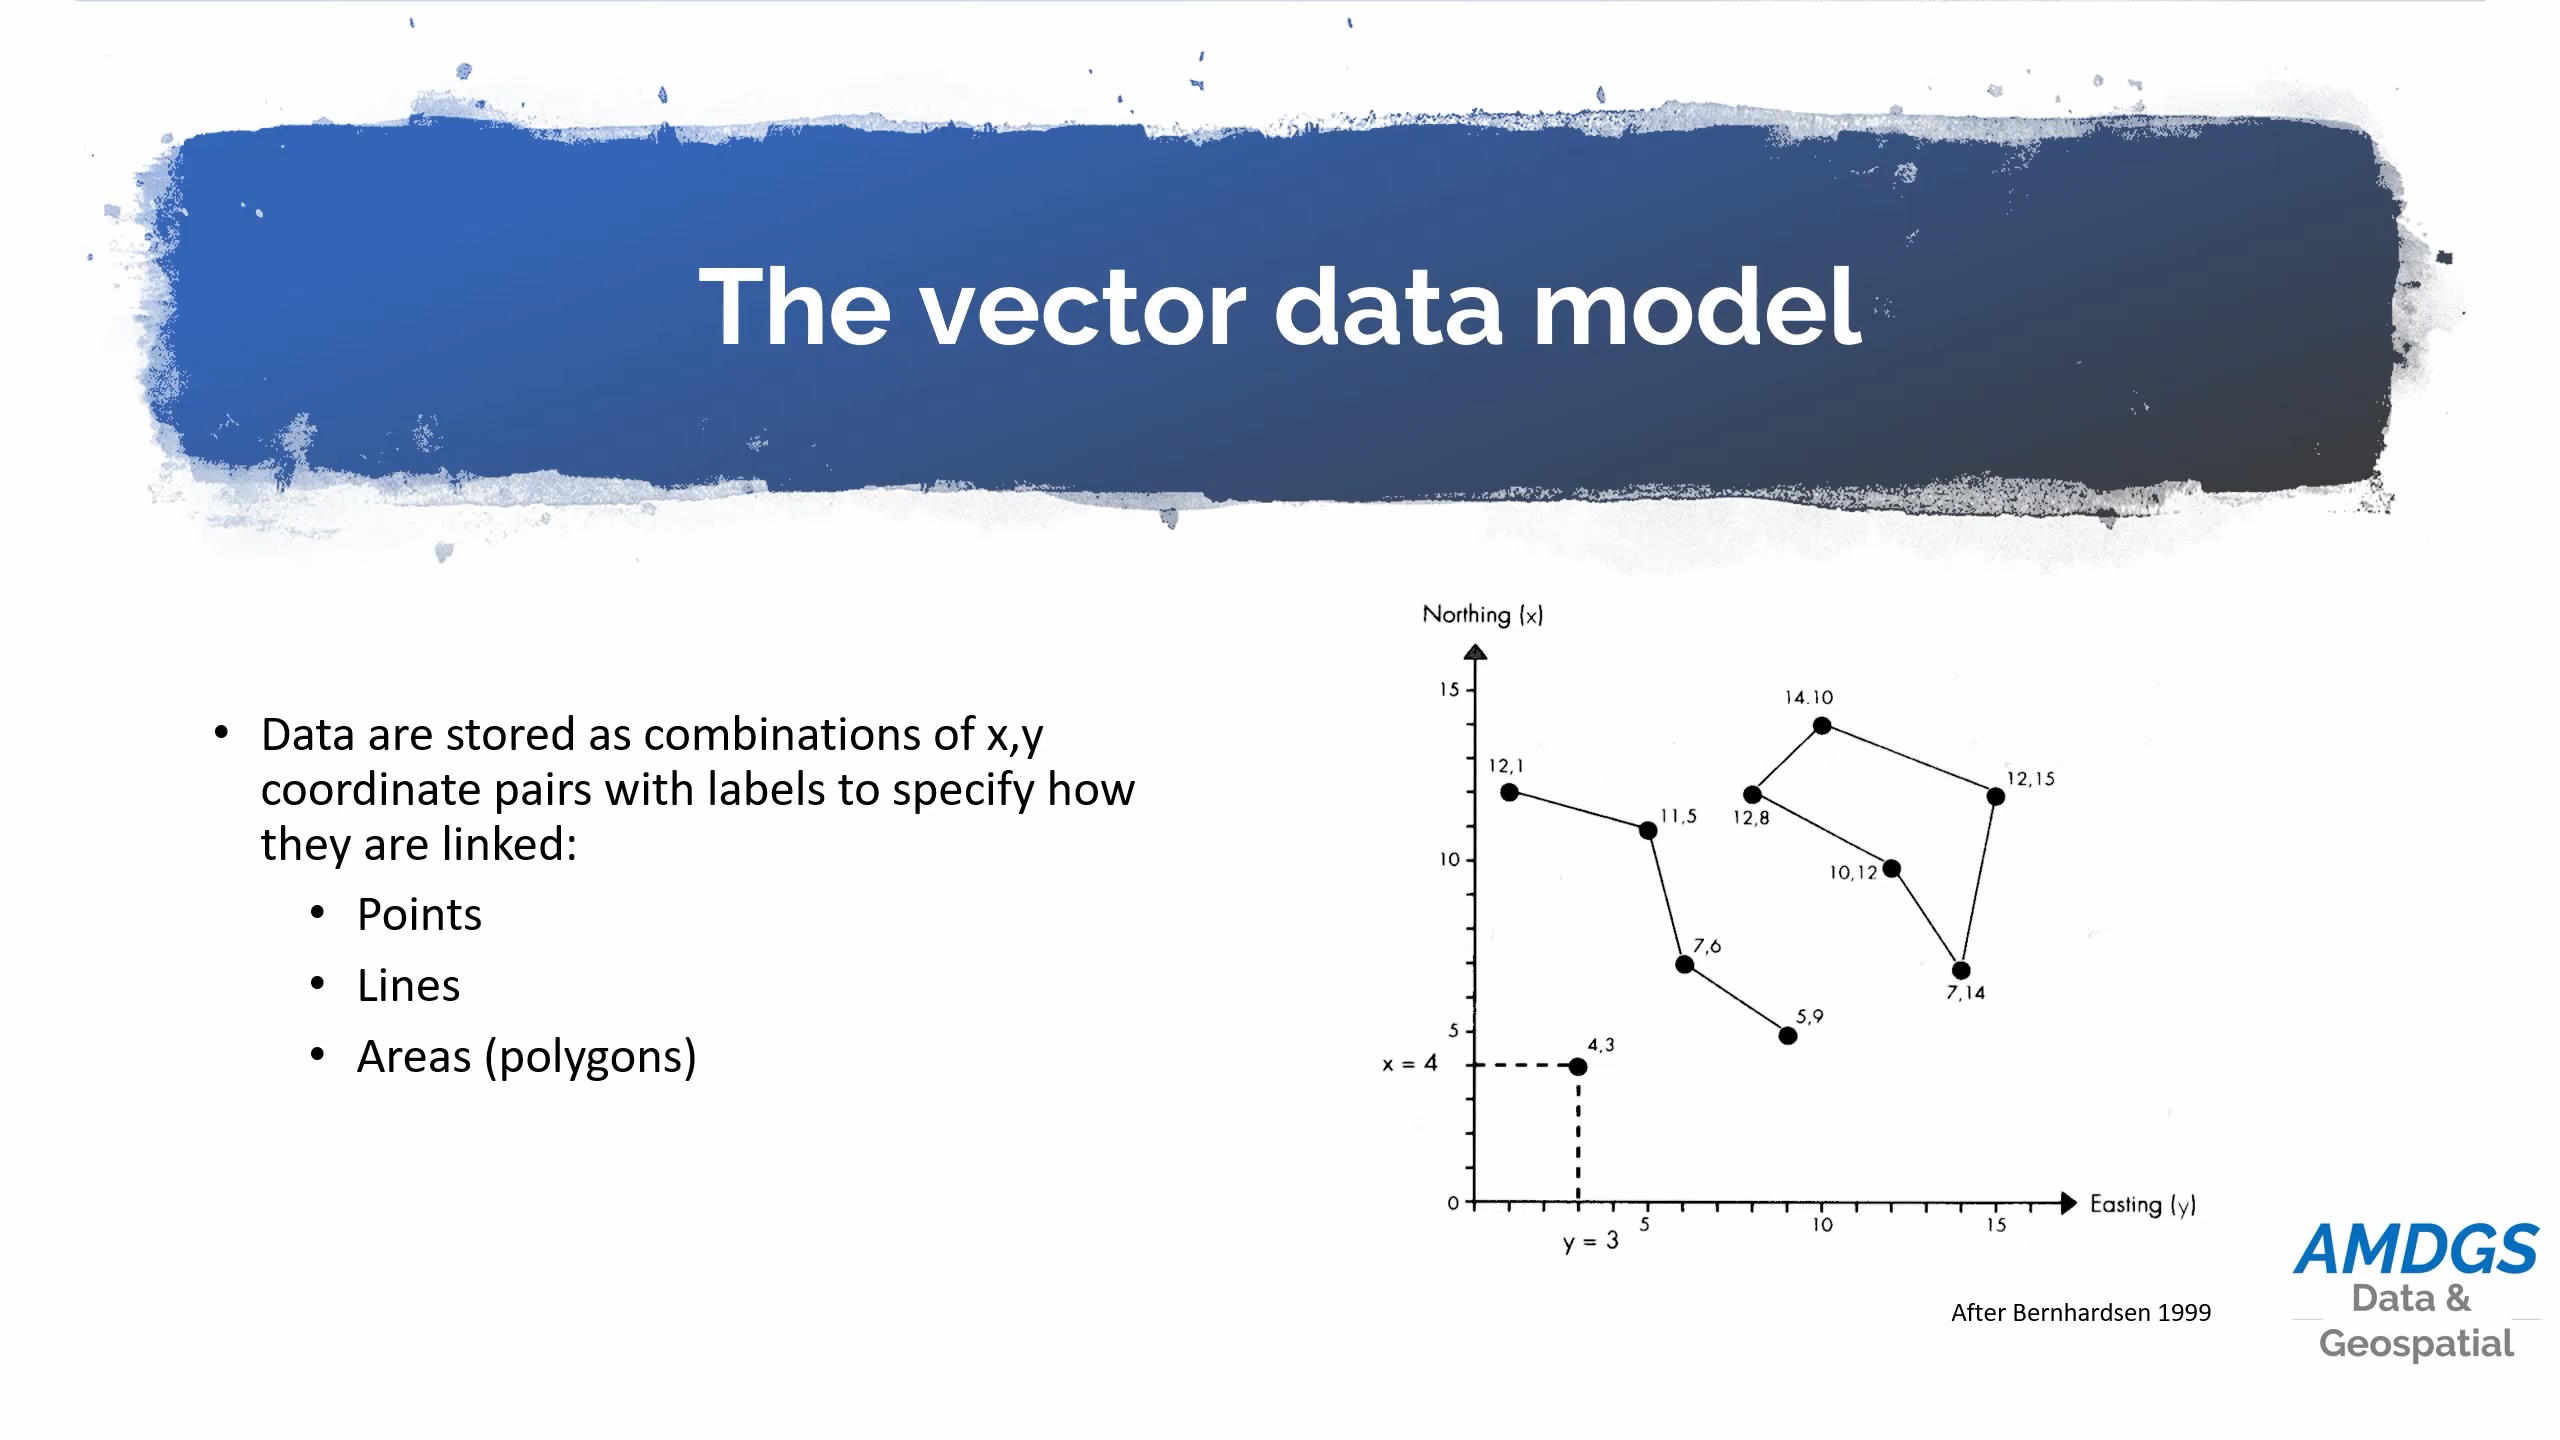 The vector data model
• Data are stored as combinations of x,y
coordinate pairs with labels to specify how
they are linked:
• Points
• Lines
• Areas (polygons)
Northing (x)
15
14.10
12,1
12,15
11,5
12,8
10
10,12
7,6
7,14
5,9
5
4,3
x = 4
0
Easting (y)
5
10
15
y = 3
After Bernhardsen 1999
AMDGS
Data &
Geospatial